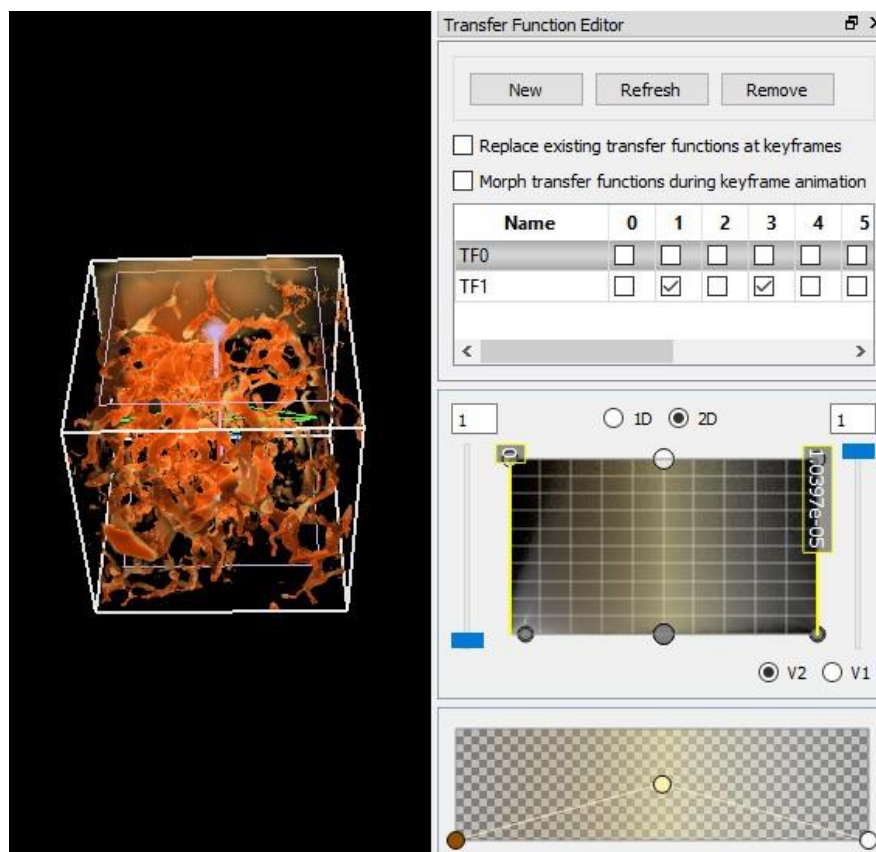 Transfer Function Editor
New Refresh Remove
Replace existing transfer functions at keyframes
Morph transfer functions during keyframe animation
Name 0 1 2 3 4 5
TF0
TF1
1 1D 2D 1
1.0397e-05
V2 V1